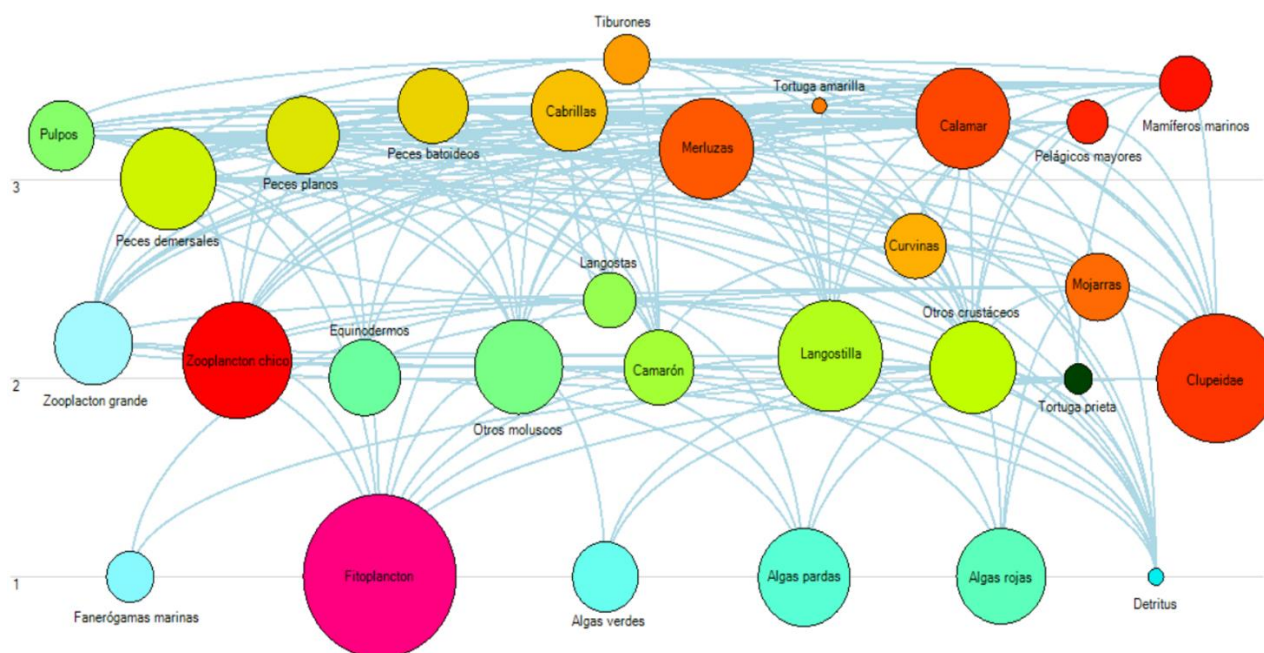 Tiburones
Tortuga amarilla
Cabrillas
Pulpos
Peces planos
Peces batoideos
Merluzas
Calamar
Pelágicos mayores
Mamíferos marinos
3
Peces demersales
Curvinas
Langostas
Mojarras
Equinodermos
Otros crustáceos
Zooplancton chico
Camarón
Langostilla
Clupeidae
2
Zooplacton grande
Otros moluscos
Tortuga prieta
1
Fanerógamas marinas
Fitoplancton
Algas verdes
Algas pardas
Algas rojas
Detritus